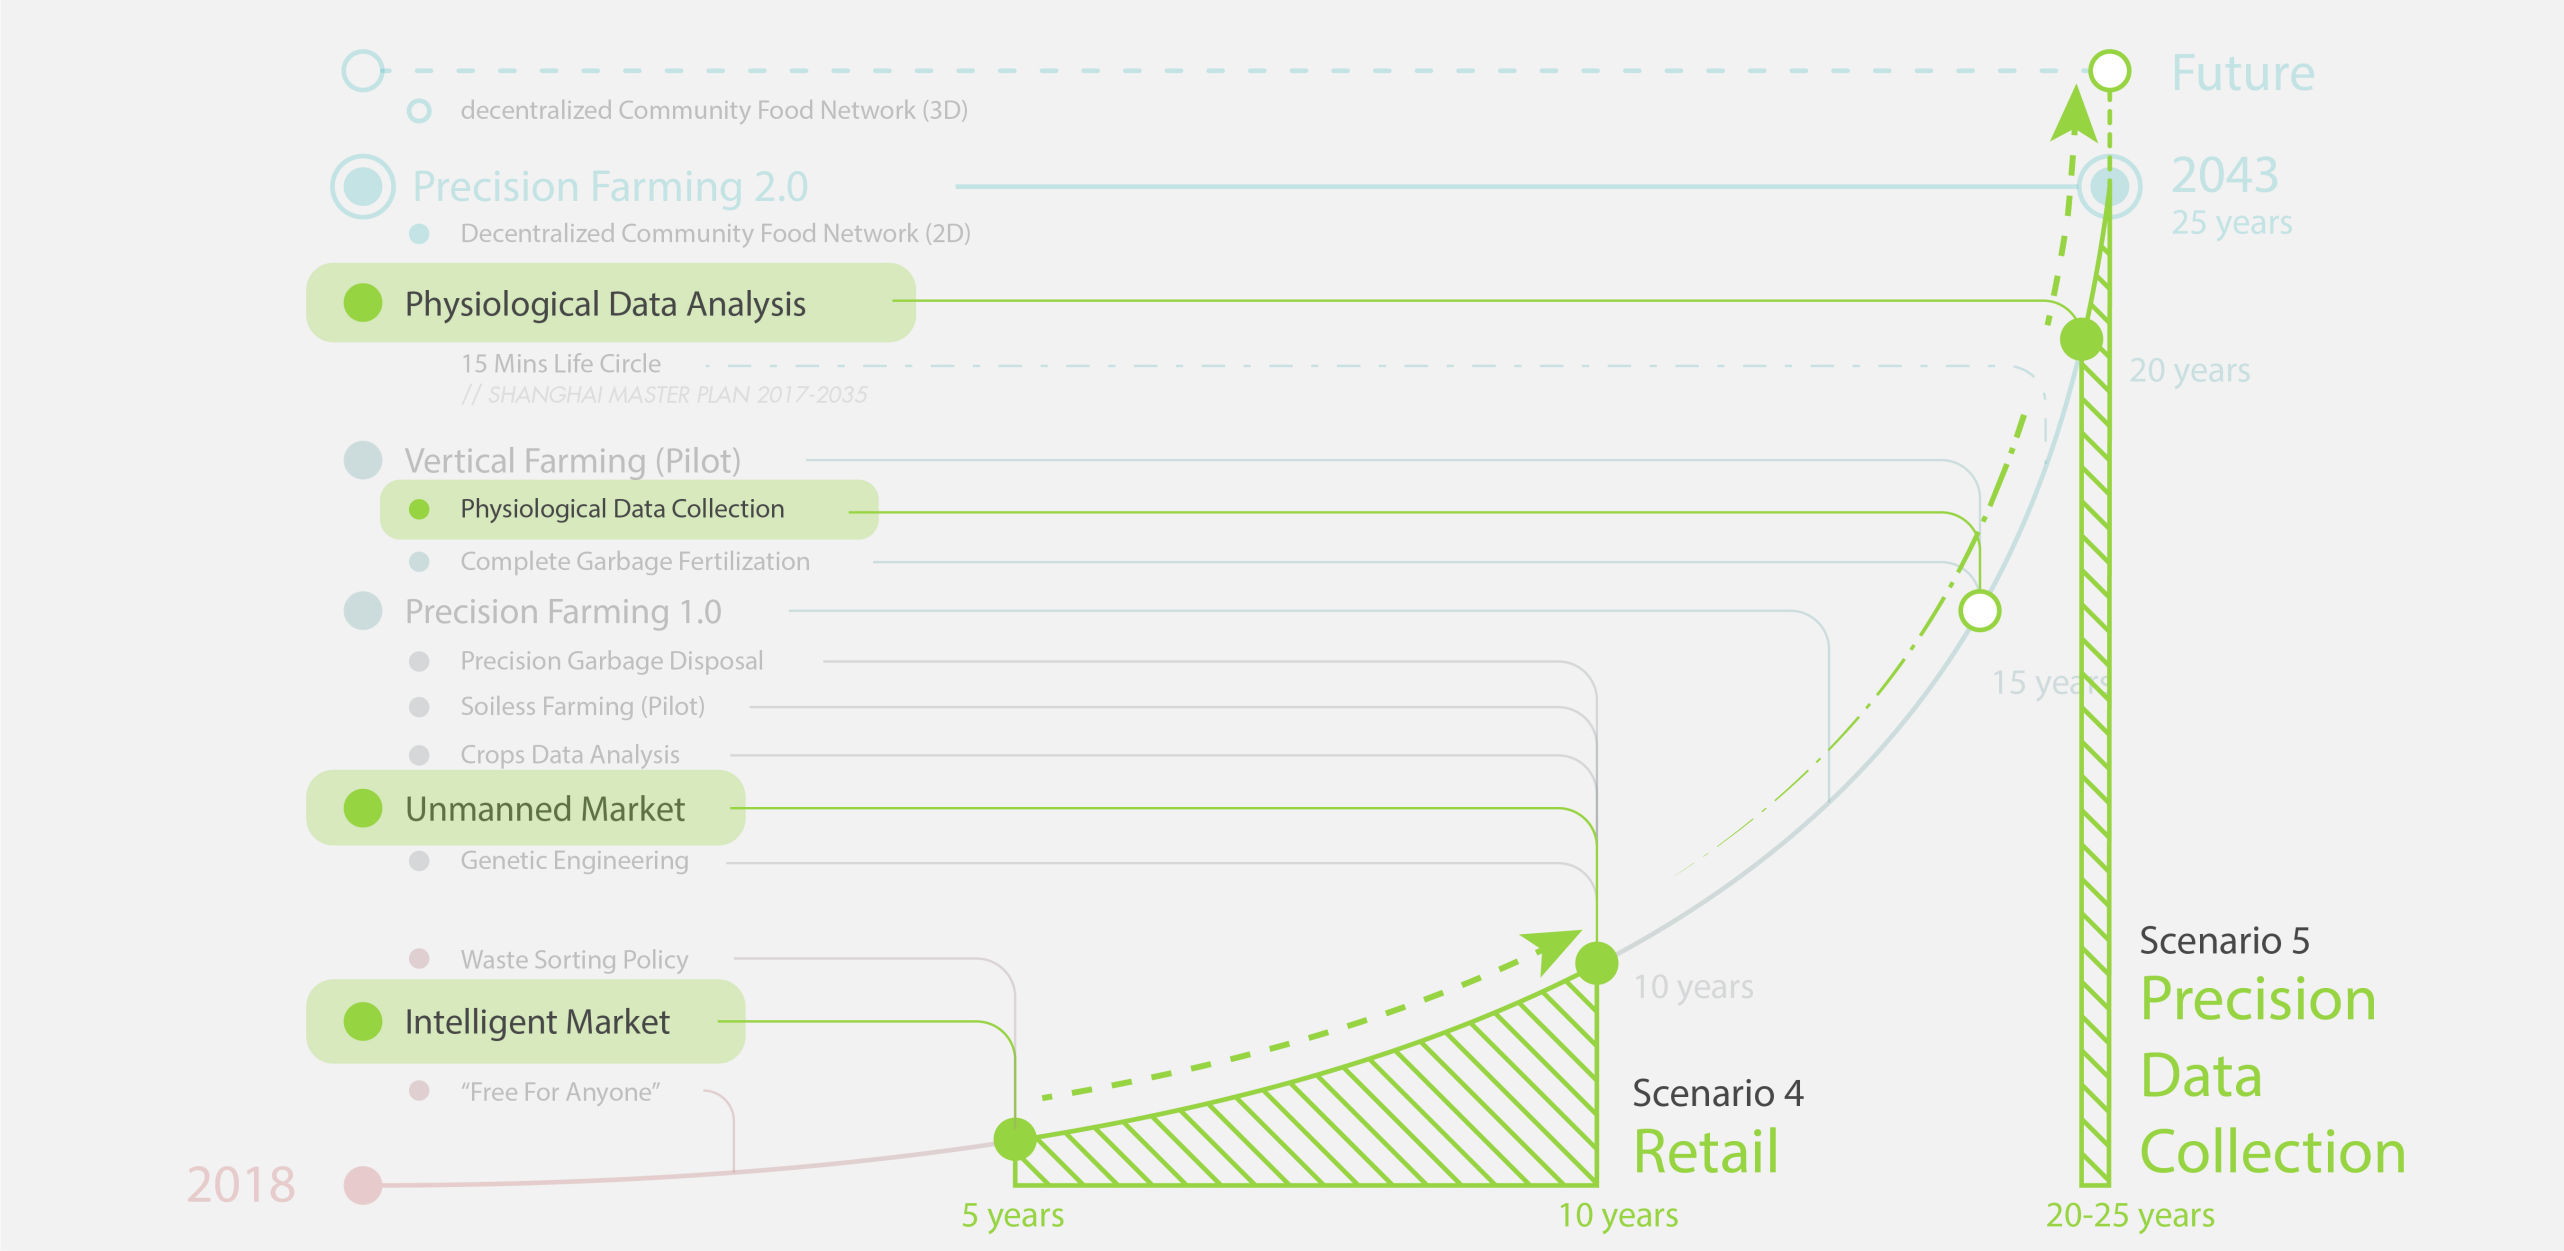 Future
decentralized Community Food Network (3D)
Precision Farming 2.0
2043
25 years
Decentralized Community Food Network (2D)
Physiological Data Analysis
15 Mins Life Circle
20 years
// SHANGHAI MASTER PLAN 2017-2035
Vertical Farming (Pilot)
Physiological Data Collection
Complete Garbage Fertilization
Precision Farming 1.0
Precision Garbage Disposal
15 years
Soiless Farming (Pilot)
Crops Data Analysis
Unmanned Market
Genetic Engineering
Waste Sorting Policy
10 years
Intelligent Market
“Free For Anyone”
2018
Scenario 4
Retail
Scenario 5
Precision
Data
Collection
5 years
10 years
20-25 years